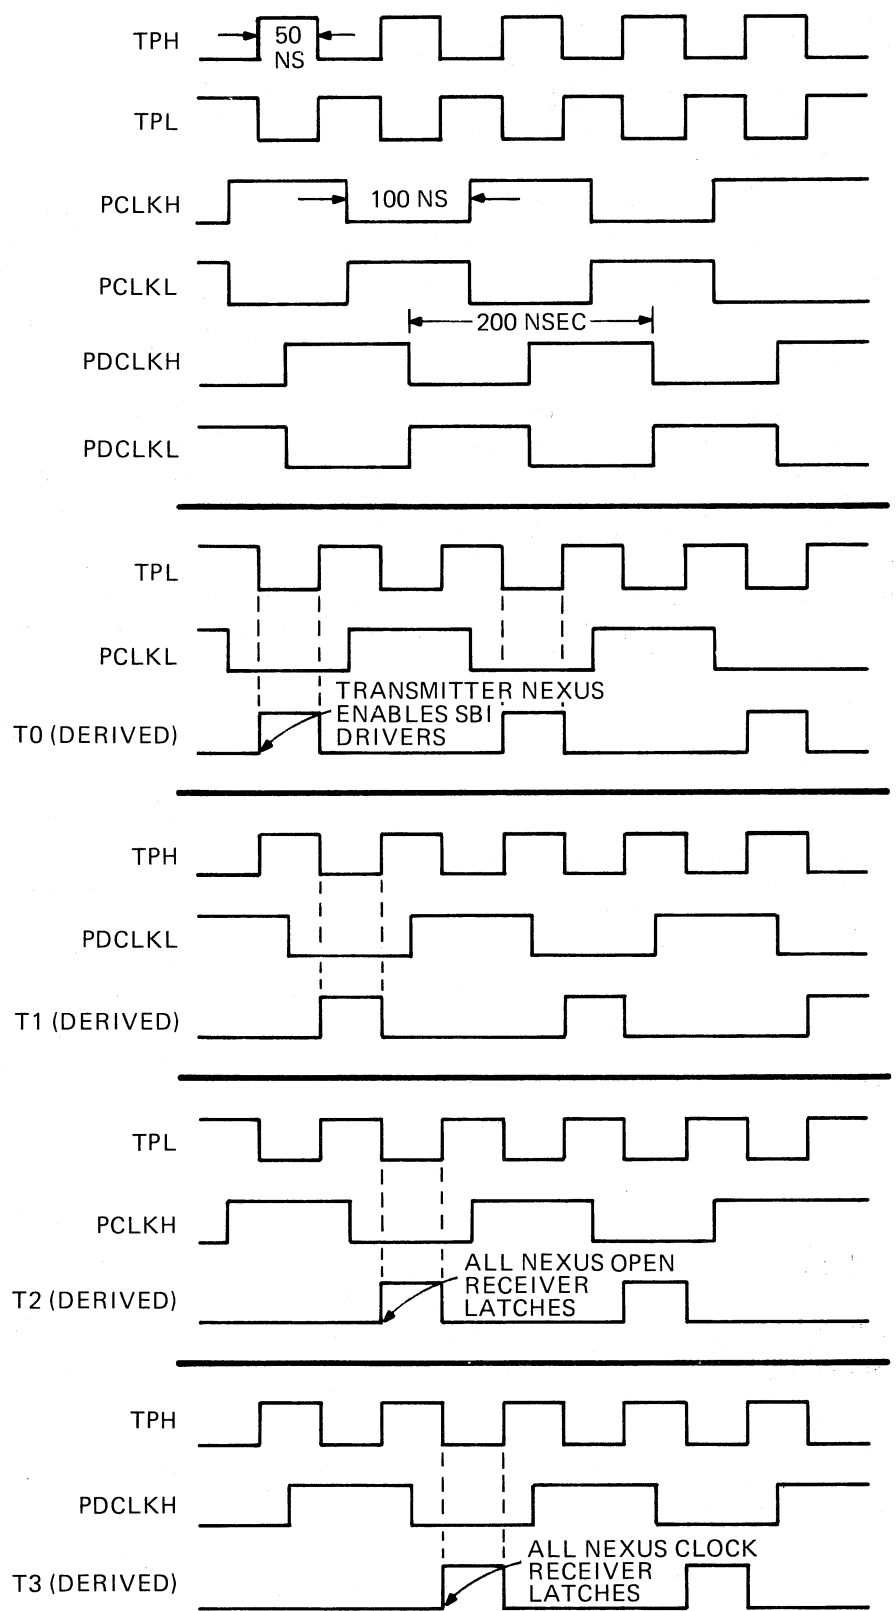 TPH
50
NS
TPL
PCLKH
100 NS
PCLKL
200 NSEC
PDCLKH
PDCLKL
TPL
PCLKL
TRANSMITTER NEXUS
ENABLES SBI
DRIVERS
T0 (DERIVED)
TPH
PDCLKL
T1 (DERIVED)
TPL
PCLKH
ALL NEXUS OPEN
RECEIVER
LATCHES
T2 (DERIVED)
TPH
PDCLKH
ALL NEXUS CLOCK
RECEIVER
LATCHES
T3 (DERIVED)